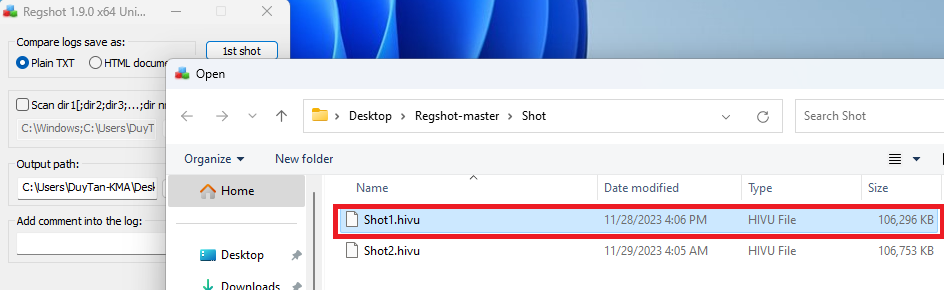 Regshot 1.9.0 x64 Uni...
Compare logs save as:
Plain TXT HTML docume
1st shot
Scan dir1[;dir2;dir3;...;dir nr
C:\Windows;C:\Users\DuyT
Output path:
C:\Users\DuyTan-KMA\Desk
Add comment into the log:
Open
Desktop > Regshot-master > Shot
Search Shot
Organize New folder
Home
Desktop
Downloads
Name Date modified Type Size
Shot1.hivu 11/28/2023 4:06 PM HIVU File 106,296 KB
Shot2.hivu 11/29/2023 4:05 AM HIVU File 106,753 KB